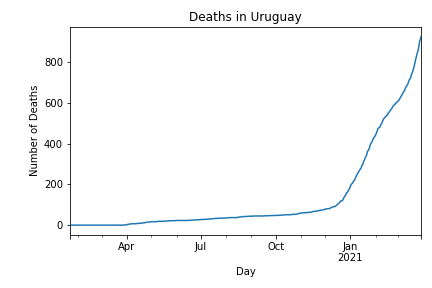 Deaths in Uruguay
Number of Deaths
800
600
400
200
0
Apr
Jul
Oct
Jan
2021
Day